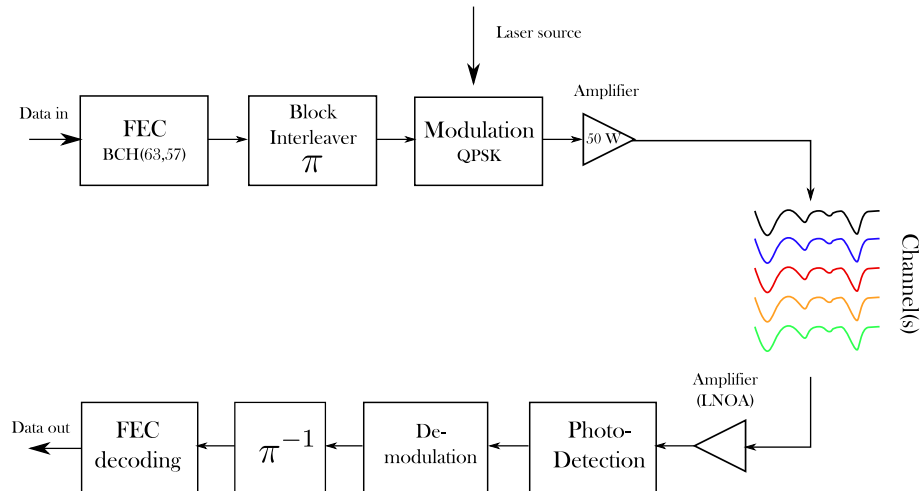 Laser source
Data in
FEC
BCH(63,57)
Block
Interleaver
π
Modulation
QPSK
Amplifier
50 W
Channel(s)
Amplifier
(LNOA)
Photo-
Detection
De-
modulation
π⁻¹
FEC
decoding
Data out